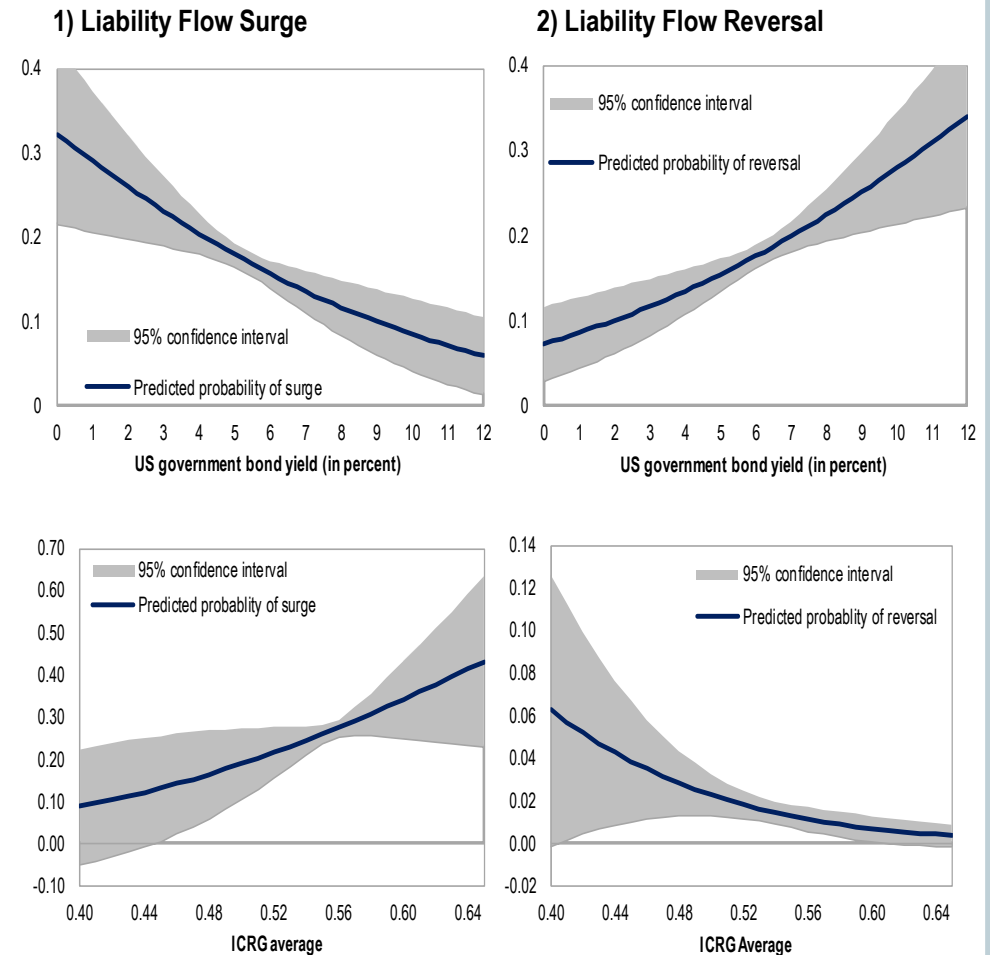 1) Liability Flow Surge
2) Liability Flow Reversal
0.4
0.3
0.2
0.1
0
95% confidence interval
Predicted probability of surge
0 1 2 3 4 5 6 7 8 9 10 11 12
US government bond yield (in percent)
0.4
0.3
0.2
0.1
0
95% confidence interval
Predicted probability of reversal
0 1 2 3 4 5 6 7 8 9 10 11 12
US government bond yield (in percent)
0.70
0.60
0.50
0.40
0.30
0.20
0.10
0.00
-0.10
95% confidence interval
Predicted probablity of surge
0.40 0.44 0.48 0.52 0.56 0.60 0.64
ICRG average
0.14
0.12
0.10
0.08
0.06
0.04
0.02
0.00
-0.02
95% confidence interval
Predicted probablity of reversal
0.40 0.44 0.48 0.52 0.56 0.60 0.64
ICRG Average